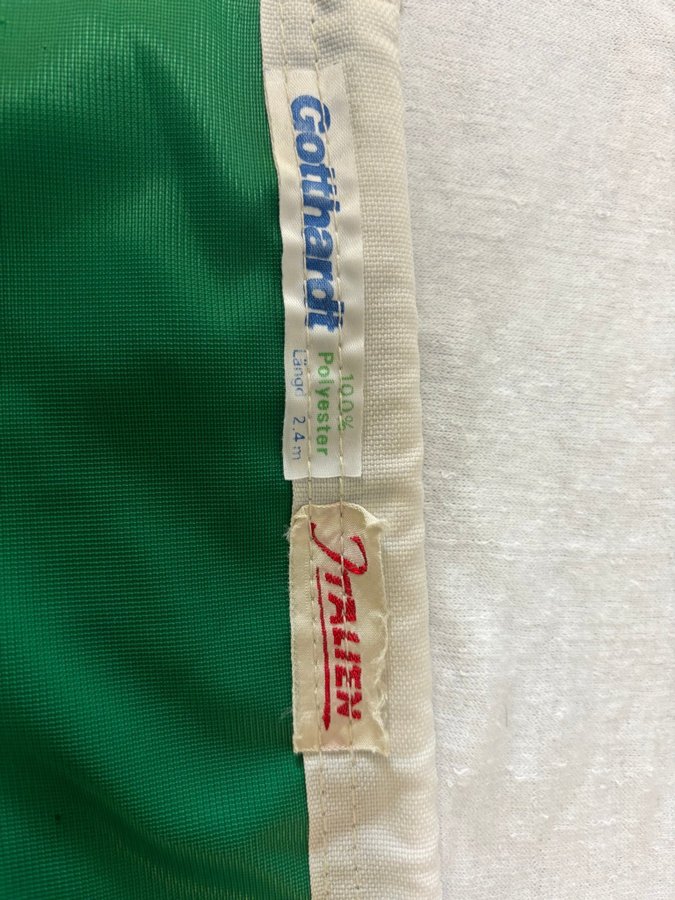 Gotthardt
100%
Polyester
Längd 2.4 m
ITALIEN